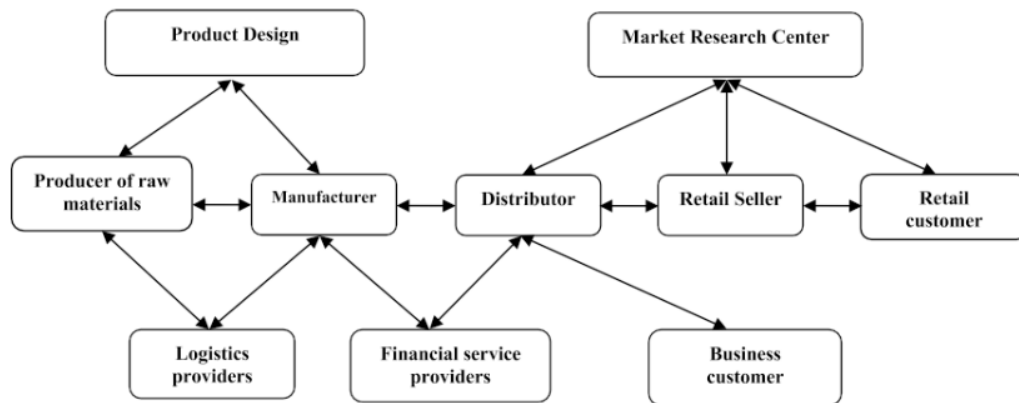 Product Design
Market Research Center
Producer of raw
materials
Manufacturer
Distributor
Retail Seller
Retail
customer
Logistics
providers
Financial service
providers
Business
customer